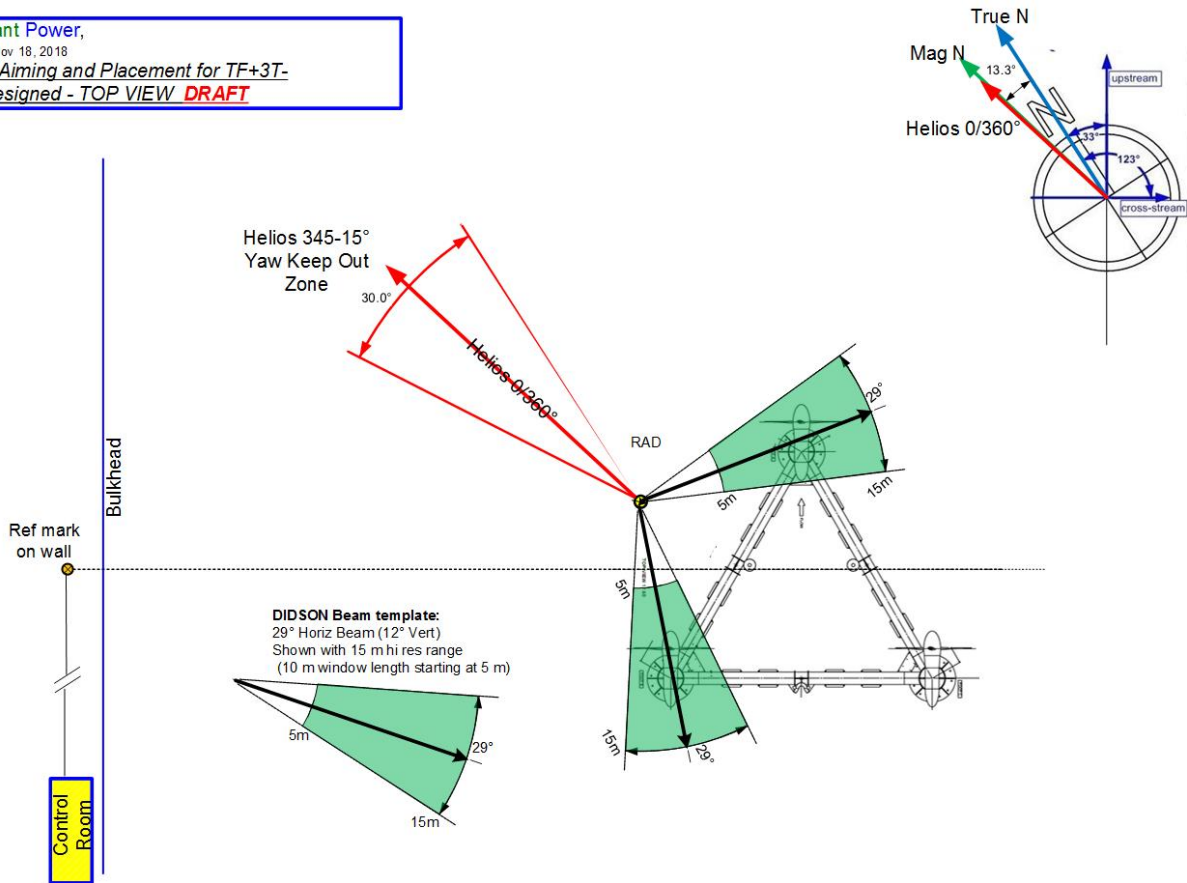 ant Power,
ov 18, 2018
Aiming and Placement for TF+3T-
esigned - TOP VIEW DRAFT
True N
Mag N
13.3°
Helios 0/360°
N
upstream
33°
123°
cross-stream
Helios 345-15°
Yaw Keep Out
Zone
30.0°
Helios 0/360°
RAD
29°
5m
15m
Bulkhead
Ref mark
on wall
5m
15m
29°
DIDSON Beam template:
29° Horiz Beam (12° Vert)
Shown with 15 m hi res range
(10 m window length starting at 5 m)
5m
29°
15m
Control
Room